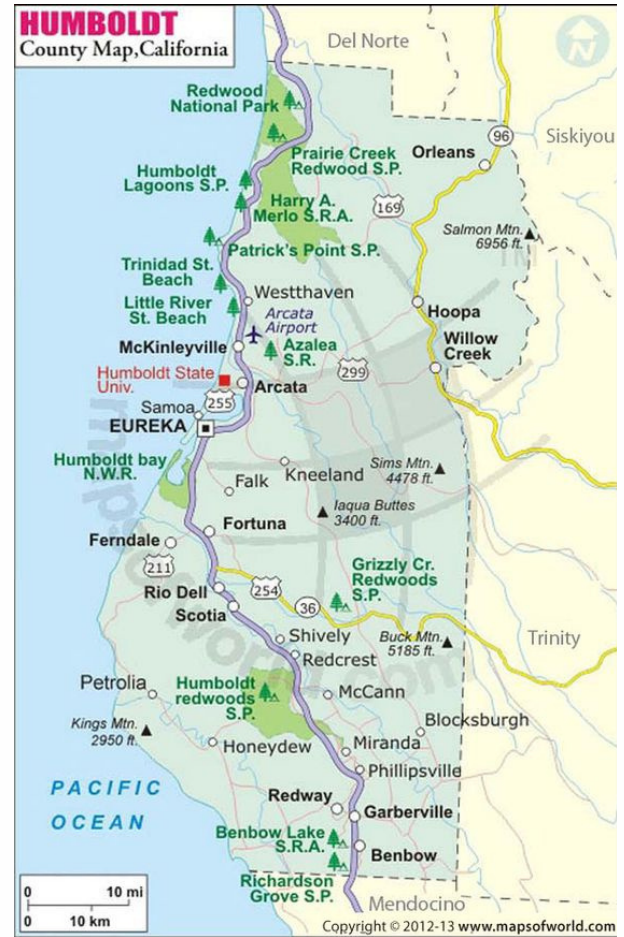 HUMBOLDT
County Map,California
Del Norte
N
Redwood
National Park
96
Siskiyou
Orleans
Prairie Creek
Redwood S.P.
Humboldt
Lagoons S.P.
Harry A.
Merlo S.R.A.
169
Salmon Mtn.
6956 ft.
Patrick's Point S.P.
TM
Trinidad St.
Beach
Westthaven
Hoopa
Little River
St. Beach
Arcata
Airport
Willow
Creek
McKinleyville
Azalea
S.R.
299
Humboldt State
Univ.
Arcata
255
Samoa
EUREKA
Humboldt bay
N.W.R.
Kneeland
Sims Mtn.
4478 ft.
Falk
Iaqua Buttes
3400 ft.
Fortuna
Ferndale
211
Grizzly Cr.
Redwoods
S.P.
Rio Dell
254
36
Scotia
Shively
Buck Mtn.
5185 ft.
Trinity
Redcrest
Petrolia
Humboldt
redwoods
S.P.
McCann
Kings Mtn.
2950 ft.
Blocksburgh
Honeydew
Miranda
Phillipsville
PACIFIC
OCEAN
Redway
Garberville
Benbow Lake
S.R.A.
Benbow
Richardson
Grove S.P.
0 10 mi
0 10 km
Mendocino
Copyright © 2012-13 www.mapsofworld.com
mapsofworld.com